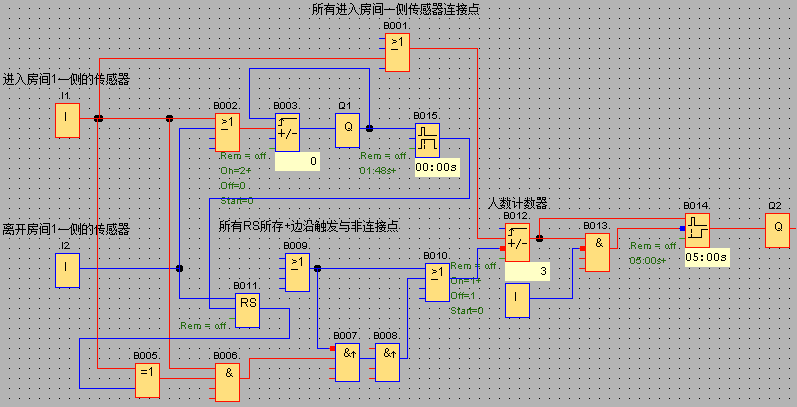 所有进入房间一侧传感器连接点
B001
≥1
进入房间1一侧的传感器
I1
I
B002
≥1
B003
+/-
0
Q1
Q
B015
00:00s
Rem = off
On=2+
Off=0
Start=0
Rem = off
01:48s+
离开房间1一侧的传感器
I2
I
所有RS所存+边沿触发与非连接点
人数计数器
B012
+/-
3
B009
≥1
B010
≥1
Rem = off
On=1+
Off=1
Start=0
I
B013
&
B014
05:00s
Rem = off
05:00s+
Q2
Q
B011
RS
Rem = off
B005
=1
B006
&
B007
&↑
B008
&↑